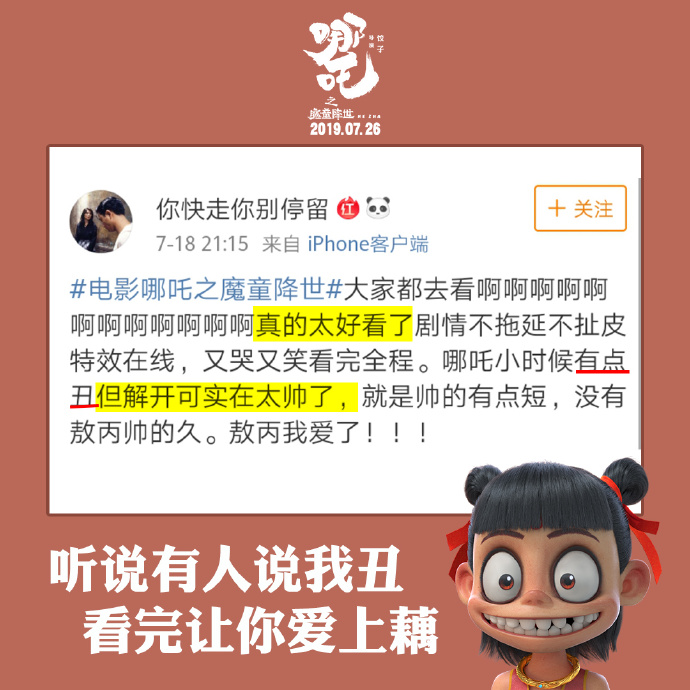 哪吒
导演 饺子
之
魔童降世 NE ZHA
2019.07.26
你快走你别停留 红
7-18 21:15 来自 iPhone客户端
+ 关注
#电影哪吒之魔童降世#大家都去看啊啊啊啊啊
啊啊啊啊啊啊啊真的太好看了剧情不拖延不扯皮
特效在线，又哭又笑看完全程。哪吒小时候有点
丑但解开可实在太帅了，就是帅的有点短，没有
敖丙帅的久。敖丙我爱了！！！
听说有人说我丑
看完让你爱上藕